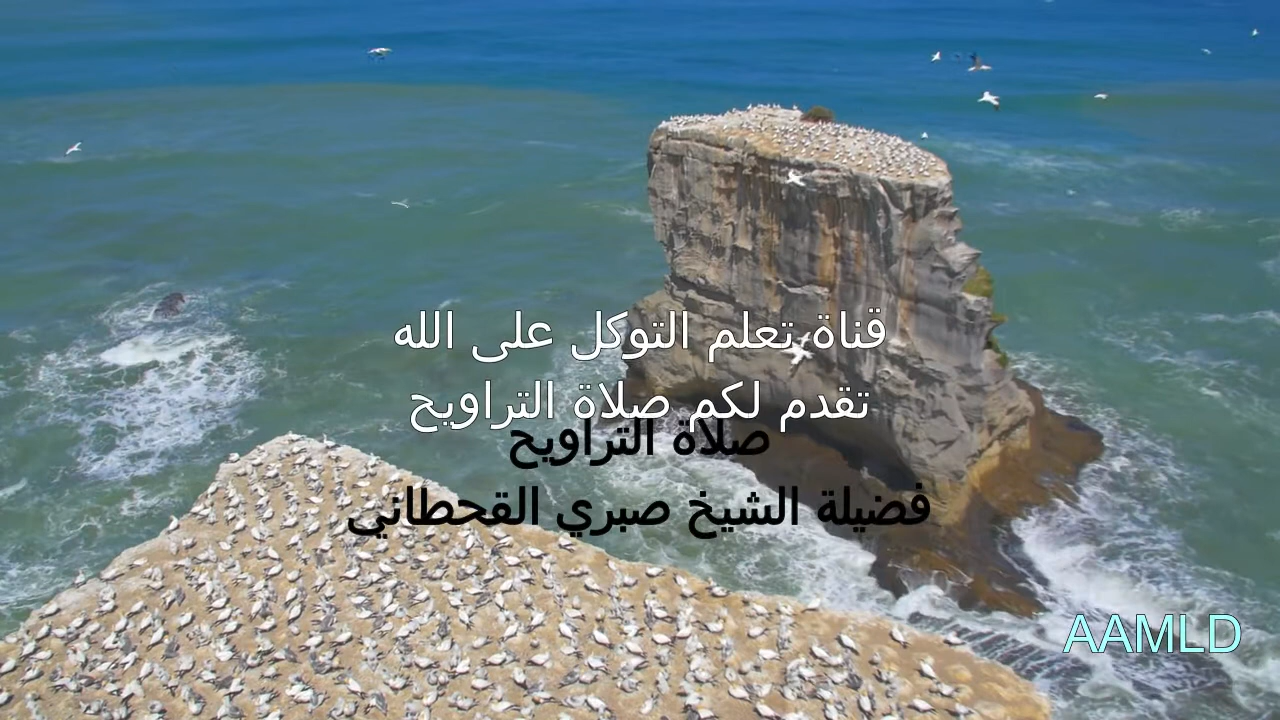 قناة تعلم التوكل على الله
تقدم لكم صلاة التراويح
صلاة التراويح
فضيلة الشيخ صبري القحطاني
AAMLD